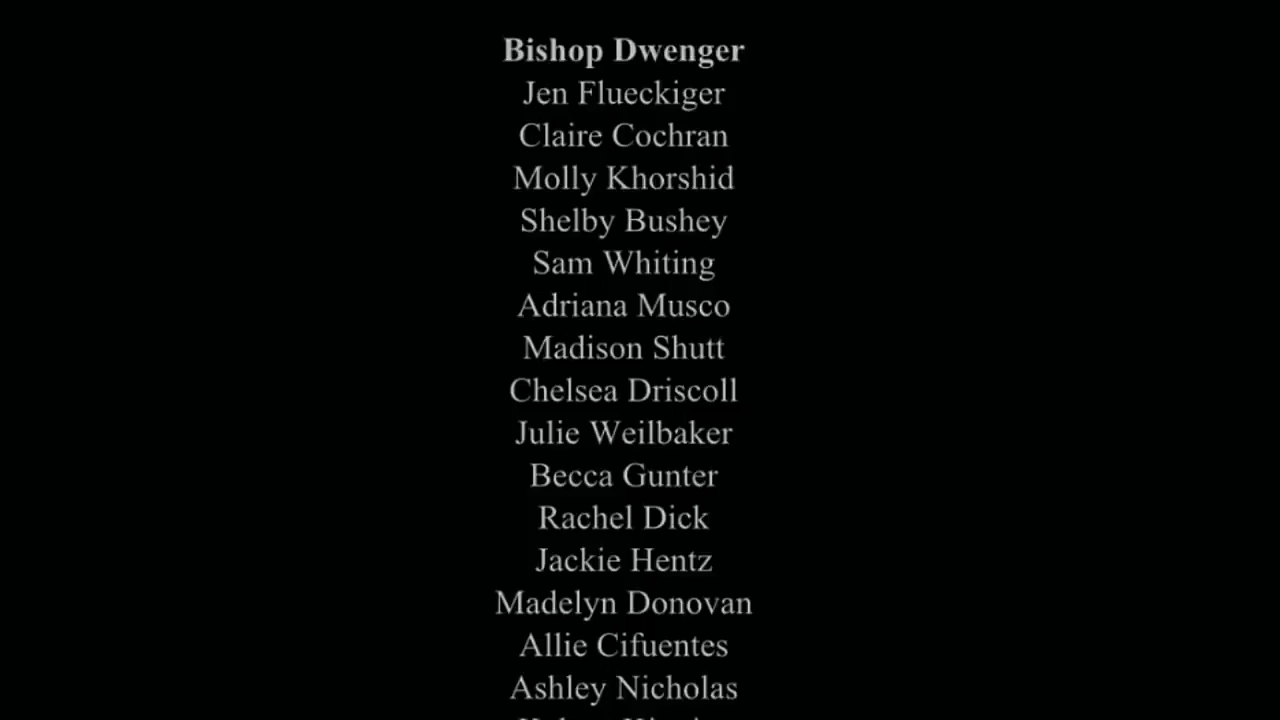 Bishop Dwenger
Jen Flueckiger
Claire Cochran
Molly Khorshid
Shelby Bushey
Sam Whiting
Adriana Musco
Madison Shutt
Chelsea Driscoll
Julie Weilbaker
Becca Gunter
Rachel Dick
Jackie Hentz
Madelyn Donovan
Allie Cifuentes
Ashley Nicholas